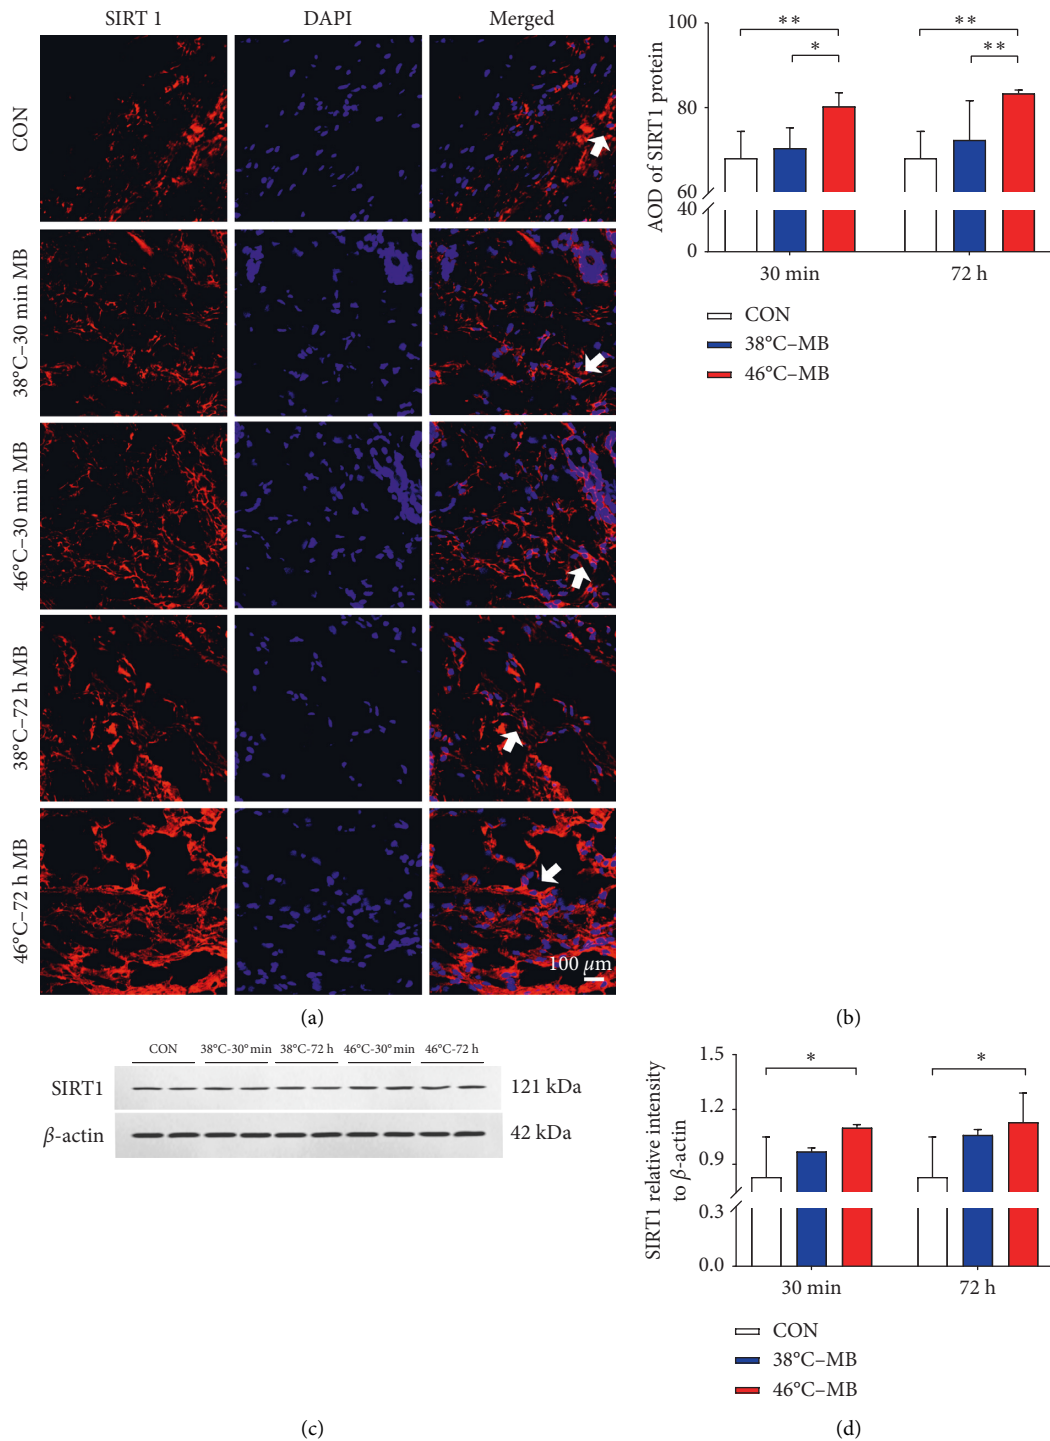 SIRT 1 DAPI Merged
CON
38°C–30 min MB
46°C–30 min MB
38°C–72 h MB
46°C–72 h MB
100 μm
(a)
AOD of SIRT1 protein
100
80
60
40
0
** **
* **
30 min 72 h
CON
38°C–MB
46°C–MB
(b)
CON 38°C-30° min 38°C-72 h 46°C-30° min 46°C-72 h
SIRT1 121 kDa
β-actin 42 kDa
(c)
SIRT1 relative intensity
to β-actin
1.5
1.2
0.9
0.3
0.0
* *
30 min 72 h
CON
38°C–MB
46°C–MB
(d)